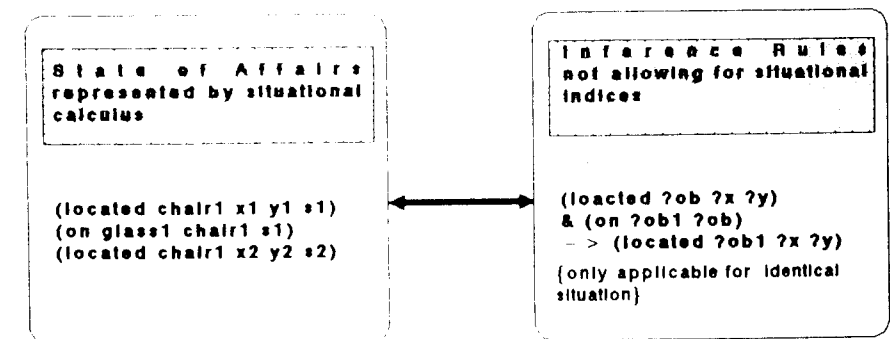 State of Affairs
represented by situational
calculus
(located chair1 x1 y1 s1)
(on glass1 chair1 s1)
(located chair1 x2 y2 s2)
Inference Rules
not allowing for situational
indices
(loacted ?ob ?x ?y)
& (on ?ob1 ?ob)
– > (located ?ob1 ?x ?y)
{only applicable for identical
situation}